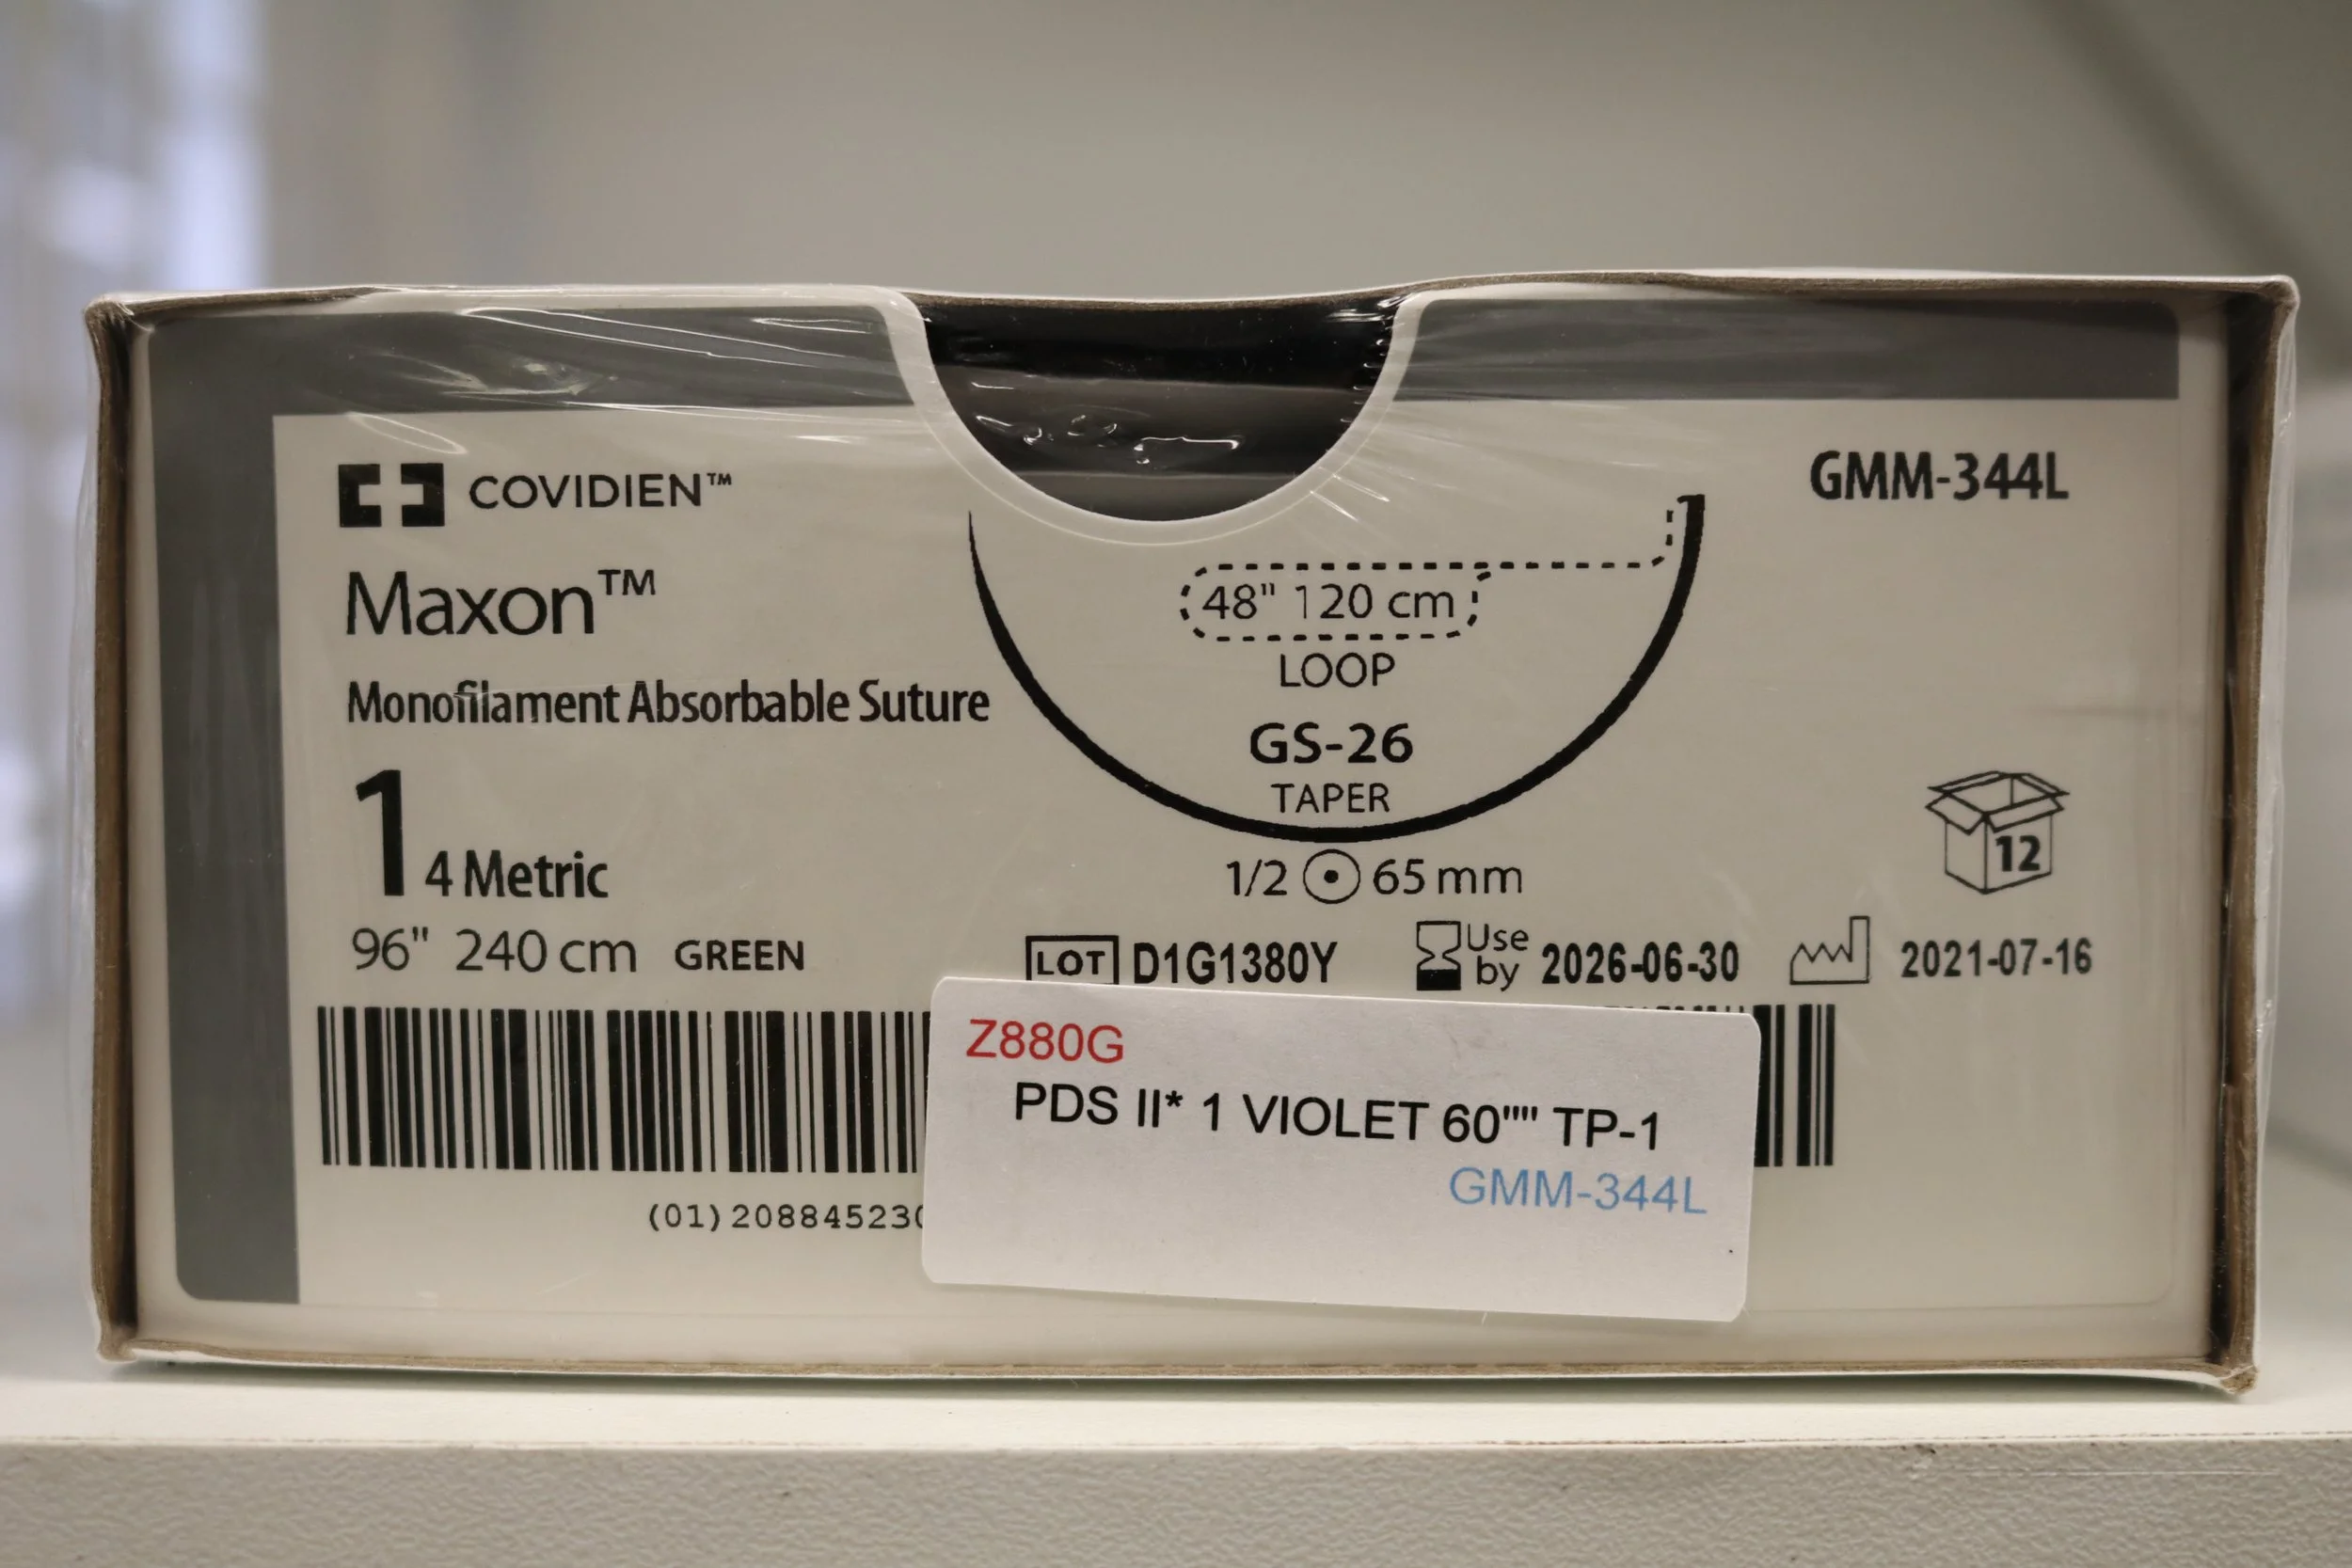 COVIDIEN™
GMM-344L
Maxon™
48" 120 cm
LOOP
Monofilament Absorbable Suture
GS-26
TAPER
1 4 Metric
1/2 65 mm
12
96" 240 cm GREEN
LOT D1G1380Y Use by 2026-06-30 2021-07-16
Z880G
PDS II* 1 VIOLET 60"" TP-1
GMM-344L
(01)208845230